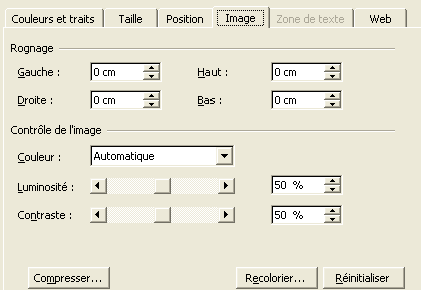 Couleurs et traits Taille Position Image Zone de texte Web
Rognage
Gauche : 0 cm Haut : 0 cm
Droite : 0 cm Bas : 0 cm
Contrôle de l'image
Couleur : Automatique
Luminosité : 50 %
Contraste : 50 %
Compresser... Recolorier... Réinitialiser